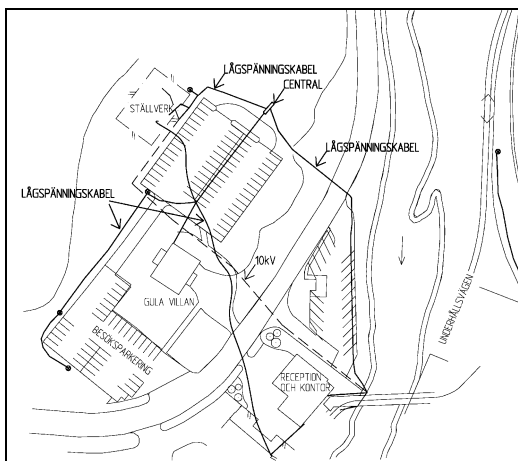 LÅGSPÄNNINGSKABEL
CENTRAL
STÄLLVERK
LÅGSPÄNNINGSKABEL
LÅGSPÄNNINGSKABEL
10kV
GULA VILLAN
UNDERHÅLLSVÄGEN
BESÖKSPARKERING
RECEPTION
OCH KONTOR